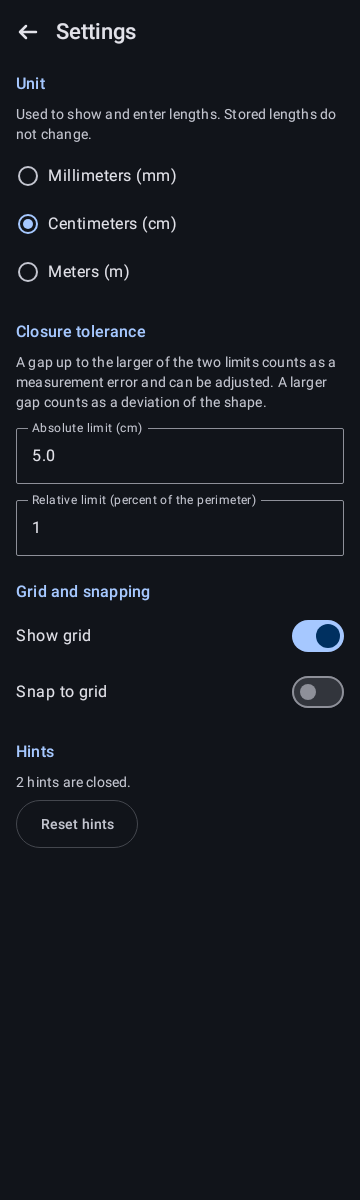 Settings
Unit
Used to show and enter lengths. Stored lengths do
not change.
Millimeters (mm)
Centimeters (cm)
Meters (m)
Closure tolerance
A gap up to the larger of the two limits counts as a
measurement error and can be adjusted. A larger
gap counts as a deviation of the shape.
Absolute limit (cm)
5.0
Relative limit (percent of the perimeter)
1
Grid and snapping
Show grid
Snap to grid
Hints
2 hints are closed.
Reset hints